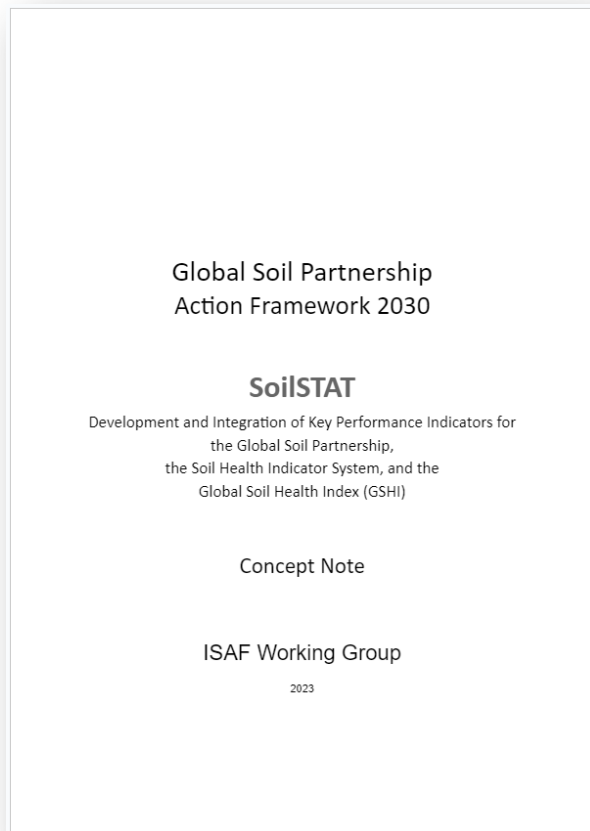 Global Soil Partnership
Action Framework 2030
SoilSTAT
Development and Integration of Key Performance Indicators for
the Global Soil Partnership,
the Soil Health Indicator System, and the
Global Soil Health Index (GSHI)
Concept Note
ISAF Working Group
2023